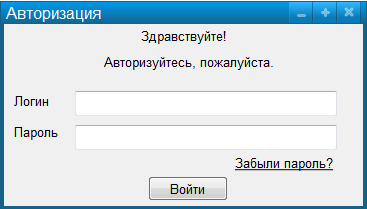 Авторизация
Здравствуйте!
Авторизуйтесь, пожалуйста.
Логин
Пароль
Забыли пароль?
Войти